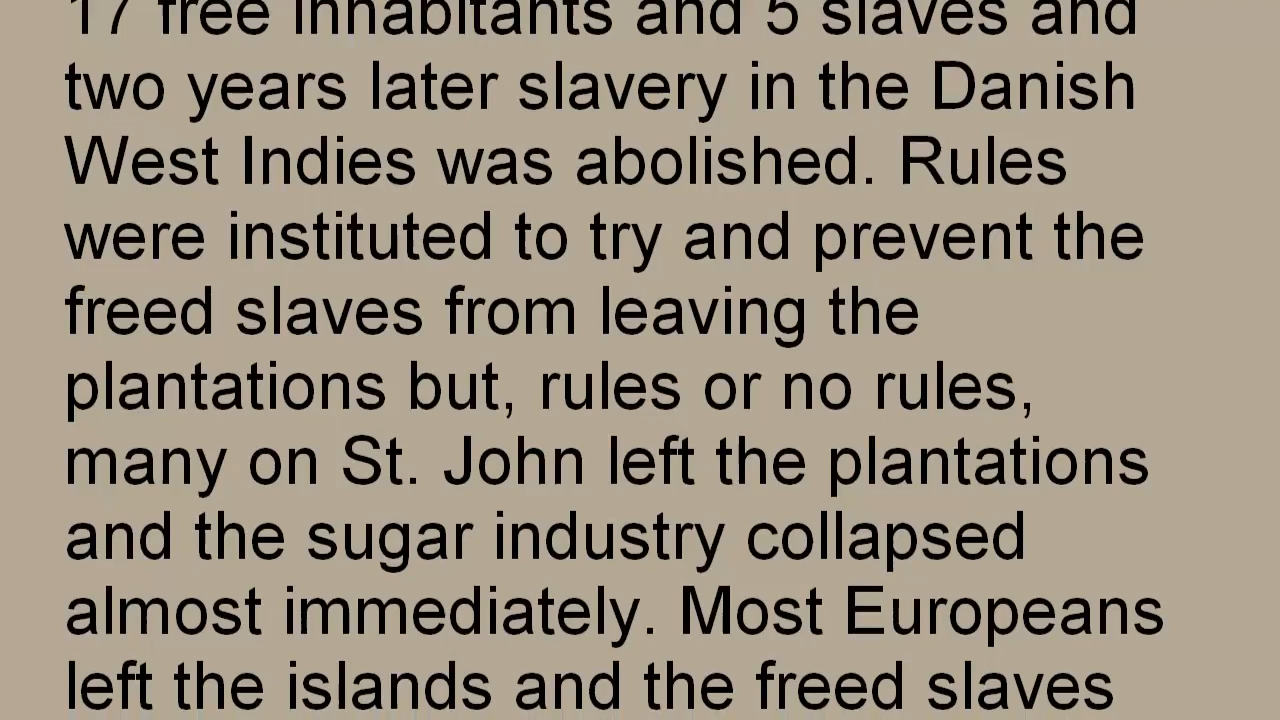 17 free inhabitants and 5 slaves and
two years later slavery in the Danish
West Indies was abolished. Rules
were instituted to try and prevent the
freed slaves from leaving the
plantations but, rules or no rules,
many on St. John left the plantations
and the sugar industry collapsed
almost immediately. Most Europeans
left the islands and the freed slaves